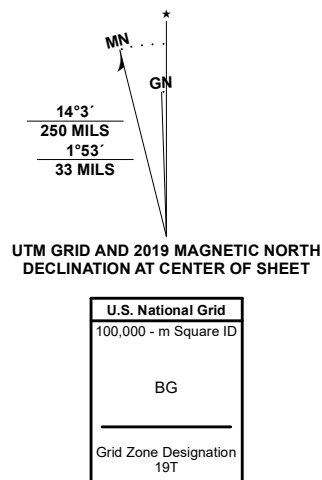 ★
MN
GN
14°3´
250 MILS
1°53´
33 MILS
UTM GRID AND 2019 MAGNETIC NORTH
DECLINATION AT CENTER OF SHEET
U.S. National Grid
100,000 - m Square ID
BG
Grid Zone Designation
19T